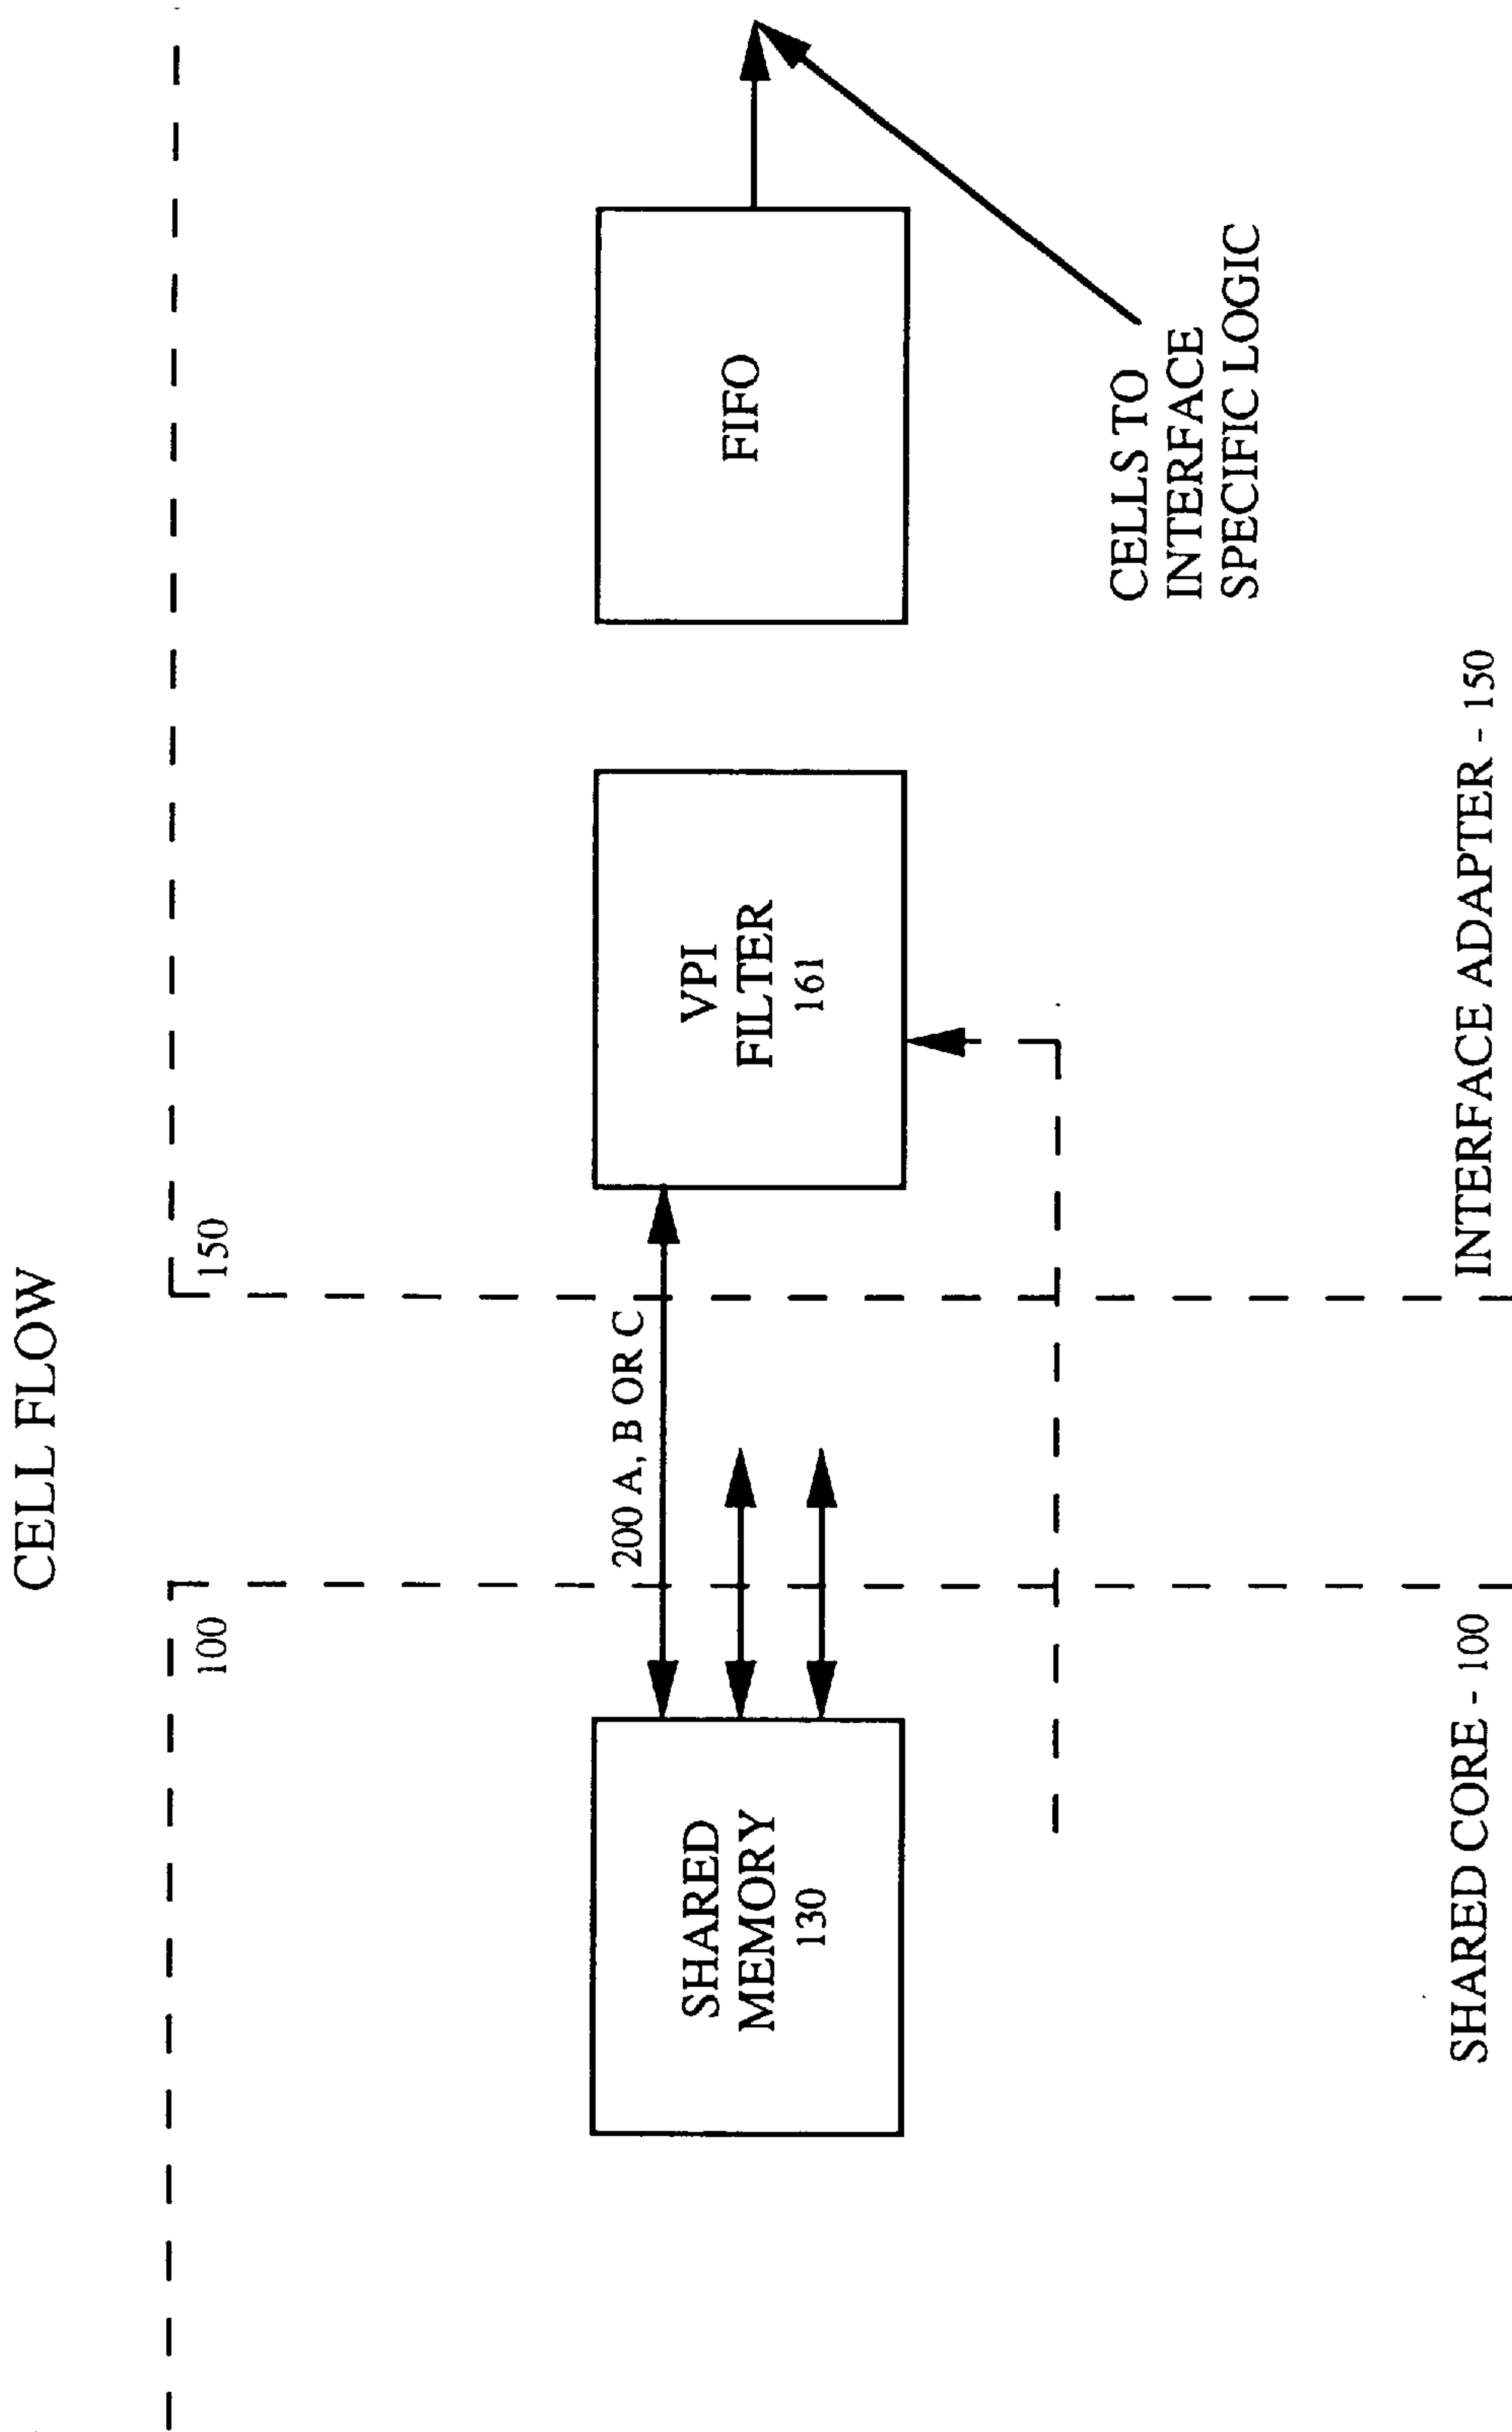 CELL FLOW
100
150
200 A, B OR C
SHARED
MEMORY
130
VPI
FILTER
161
FIFO
CELLS TO
INTERFACE
SPECIFIC LOGIC
SHARED CORE - 100
INTERFACE ADAPTER - 150